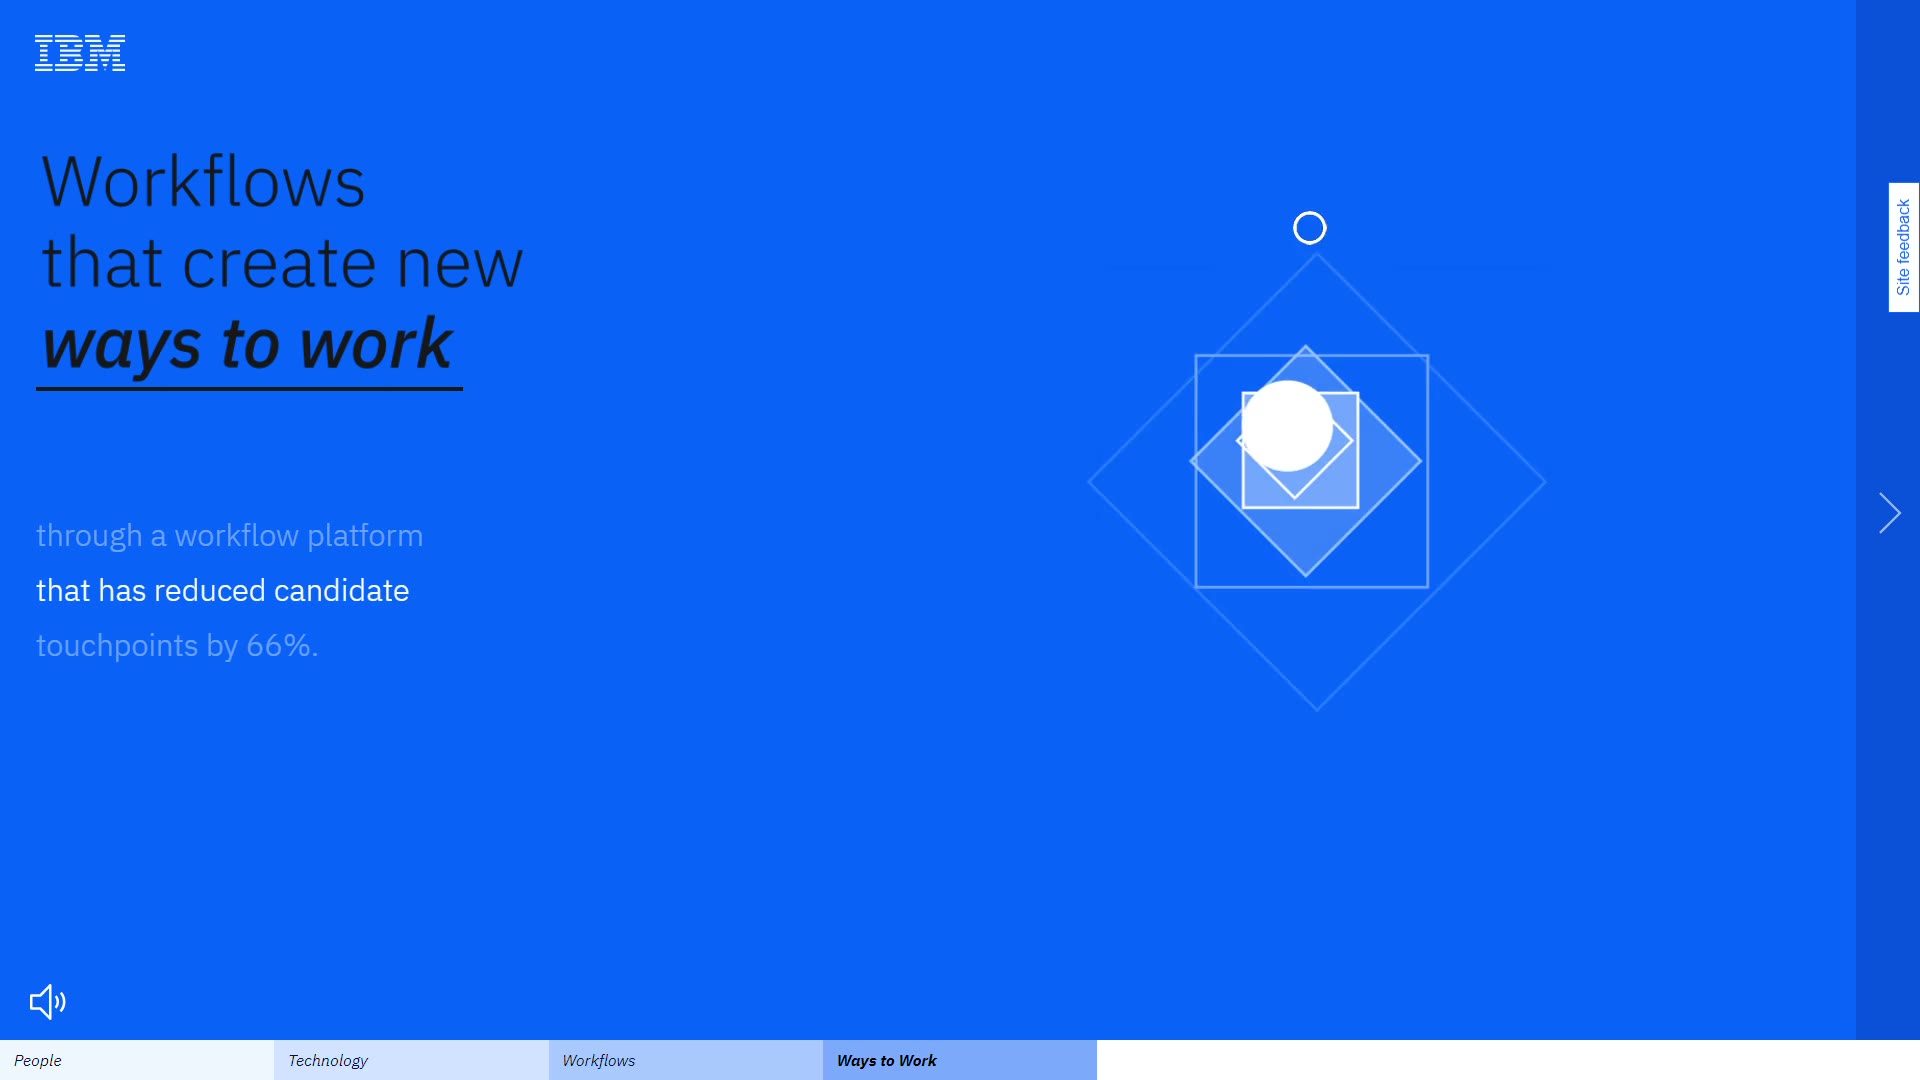 IBM
Workflows
that create new
ways to work
through a workflow platform
that has reduced candidate
touchpoints by 66%.
Site feedback
People
Technology
Workflows
Ways to Work